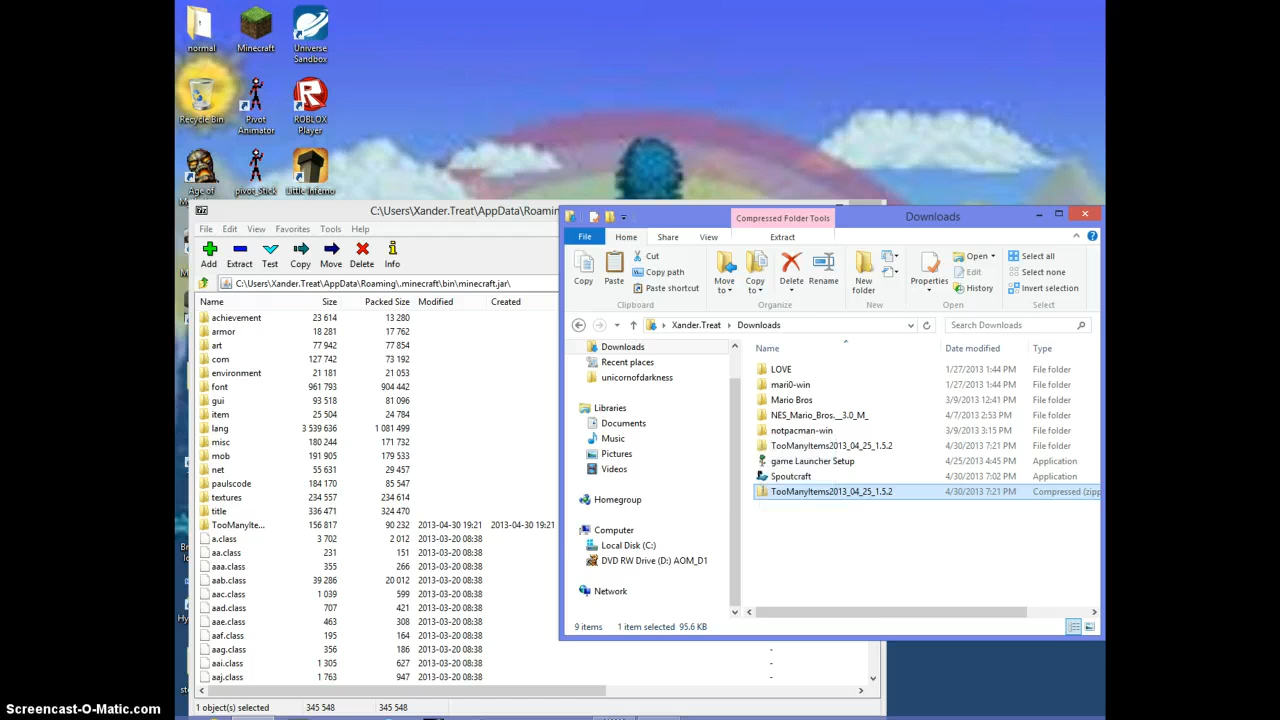 normal
Minecraft
Universe
Sandbox
Recycle Bin
Pivot
Animator
ROBLOX
Player
Age of
pivot_Stick
Little Inferno
C:\Users\Xander.Treat\AppData\Roaming
File Edit View Favorites Tools Help
Add Extract Test Copy Move Delete Info
C:\Users\Xander.Treat\AppData\Roaming\.minecraft\bin\minecraft.jar\
Name Size Packed Size Modified Created
achievement 23 614 13 280
armor 18 281 17 762
art 77 942 77 854
com 127 742 73 192
environment 21 131 21 053
font 961 793 904 442
gui 93 518 81 096
item 25 504 24 784
lang 3 539 636 1 081 499
misc 180 244 171 732
mob 191 905 179 533
net 55 631 29 457
paulscode 170 184 85 547
textures 234 557 234 614
title 336 471 324 470
TooManyIte... 156 817 90 232 2013-04-30 19:21 2013-04-30 19:21
a.class 3 702 2 012 2013-03-20 08:38
aa.class 231 151 2013-03-20 08:38
aaa.class 355 266 2013-03-20 08:38
aab.class 39 286 20 012 2013-03-20 08:38
aac.class 1 039 599 2013-03-20 08:38
aad.class 707 421 2013-03-20 08:38
aae.class 463 308 2013-03-20 08:38
aaf.class 195 164 2013-03-20 08:38
aag.class 356 186 2013-03-20 08:38 -
aai.class 1 305 627 2013-03-20 08:38 -
aaj.class 1 763 947 2013-03-20 08:38 -
1 object(s) selected 345 548 345 548
Compressed Folder Tools
Downloads
File Home Share View Extract
Copy
Paste
Cut
Copy path
Paste shortcut
Clipboard
Move to
Copy to
Delete
Rename
Organize
New folder
New
Properties
Open
Edit
History
Open
Select all
Select none
Invert selection
Select
Xander.Treat Downloads
Search Downloads
Downloads
Recent places
unicornofdarkness
Libraries
Documents
Music
Pictures
Videos
Homegroup
Computer
Local Disk (C:)
DVD RW Drive (D:) AOM_D1
Network
Name Date modified Type
LOVE 1/27/2013 1:44 PM File folder
mari0-win 1/27/2013 1:44 PM File folder
Mario Bros 3/9/2013 12:41 PM File folder
NES_Mario_Bros.__3.0_M_ 4/7/2013 2:53 PM File folder
notpacman-win 3/9/2013 3:15 PM File folder
TooManyItems2013_04_25_1.5.2 4/30/2013 7:21 PM File folder
game Launcher Setup 4/25/2013 4:45 PM Application
Spoutcraft 4/30/2013 7:02 PM Application
TooManyItems2013_04_25_1.5.2 4/30/2013 7:21 PM Compressed (zipp
9 items 1 item selected 95.6 KB
Screencast-O-Matic.com